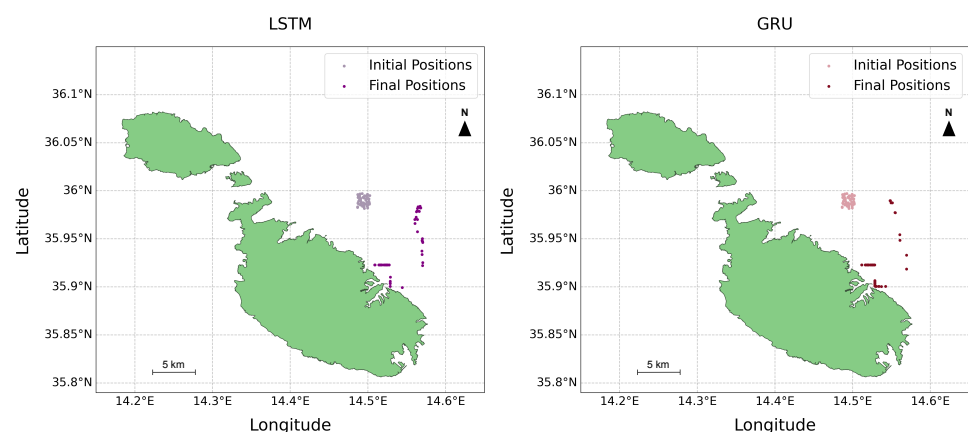 LSTM
Initial Positions
Final Positions
N
36.1°N
36.05°N
36°N
35.95°N
35.9°N
35.85°N
35.8°N
Latitude
5 km
14.2°E 14.3°E 14.4°E 14.5°E 14.6°E
Longitude
GRU
Initial Positions
Final Positions
N
36.1°N
36.05°N
36°N
35.95°N
35.9°N
35.85°N
35.8°N
Latitude
5 km
14.2°E 14.3°E 14.4°E 14.5°E 14.6°E
Longitude